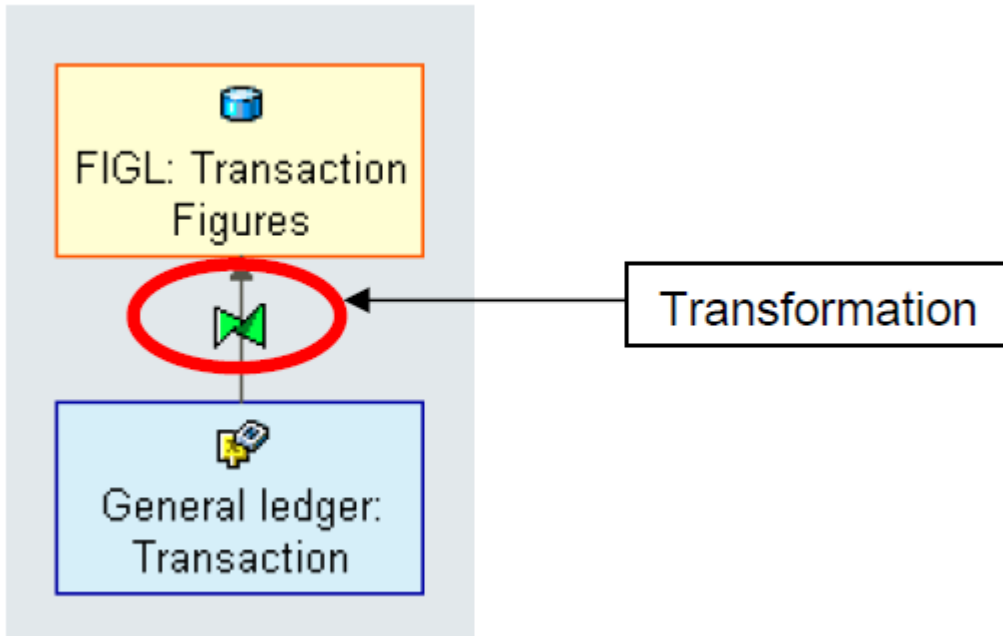 FIGL: Transaction
Figures
Transformation
General ledger:
Transaction